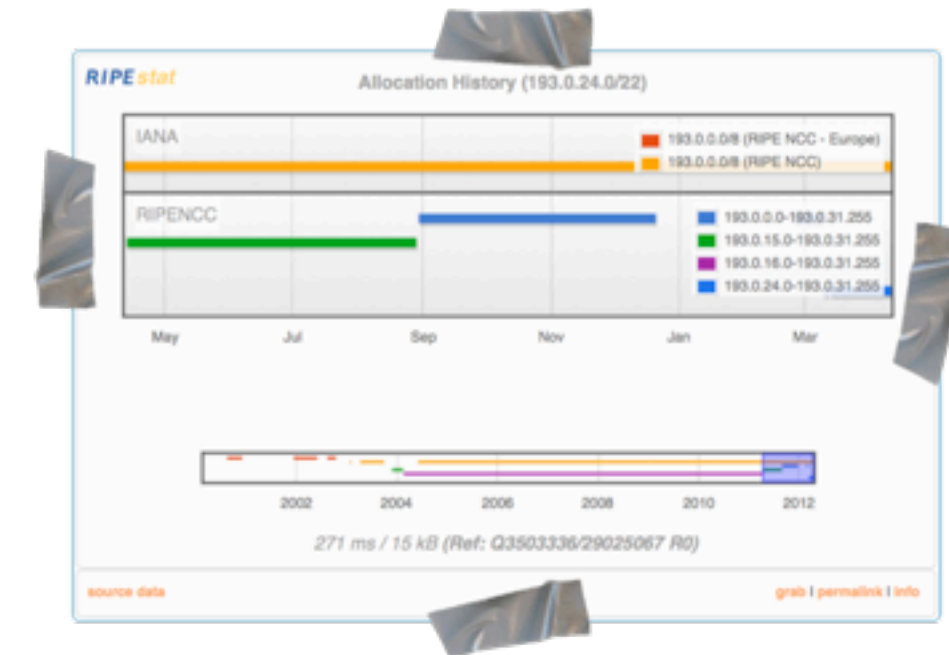 RIPEstat
Allocation History (193.0.24.0/22)
IANA
193.0.0.0/8 (RIPE NCC - Europe)
193.0.0.0/8 (RIPE NCC)
RIPENCC
193.0.0.0-193.0.31.255
193.0.15.0-193.0.31.255
193.0.16.0-193.0.31.255
193.0.24.0-193.0.31.255
May Jul Sep Nov Jan Mar
2002 2004 2006 2008 2010 2012
271 ms / 15 kB (Ref: Q3503336/29025067 R0)
source data grab | permalink | info